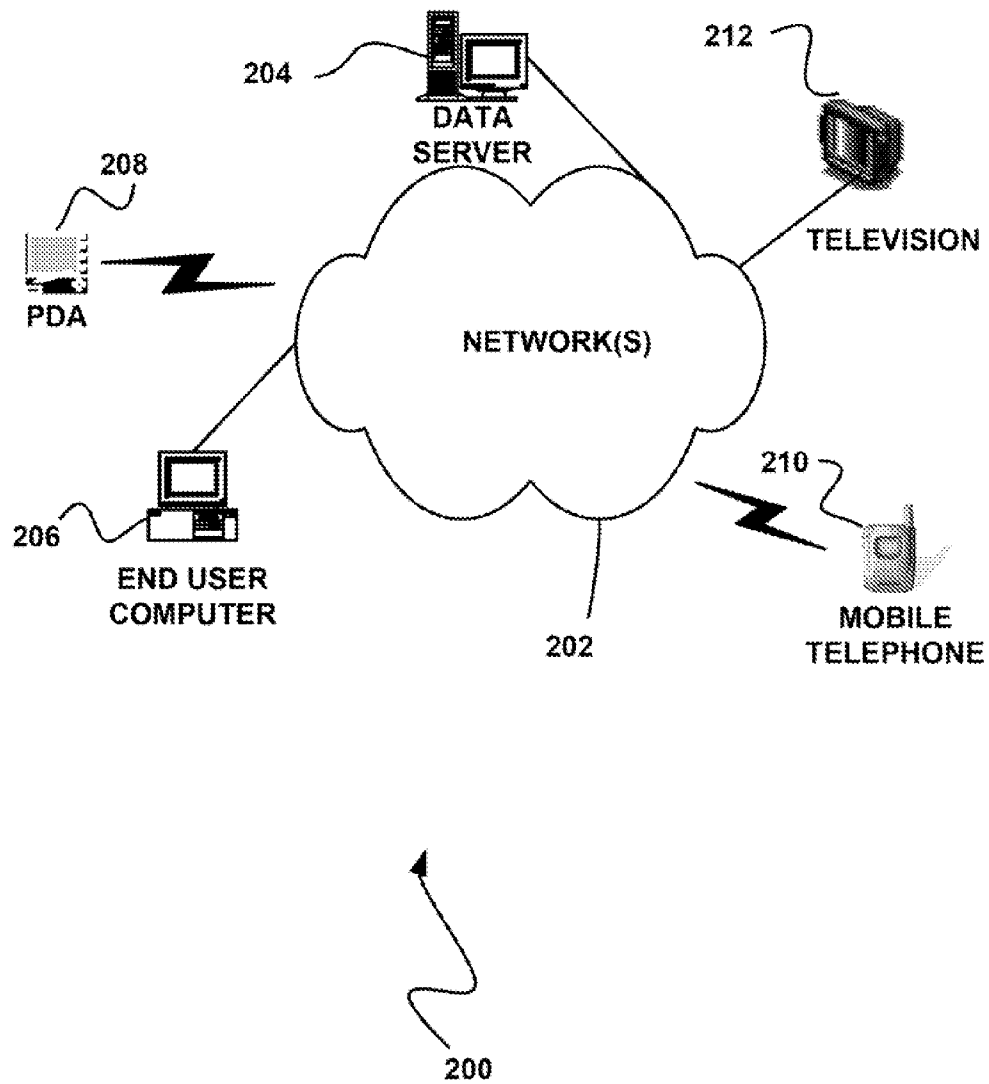 212
204
DATA
SERVER
208
TELEVISION
PDA
NETWORK(S)
210
206
END USER
COMPUTER
MOBILE
TELEPHONE
202
200